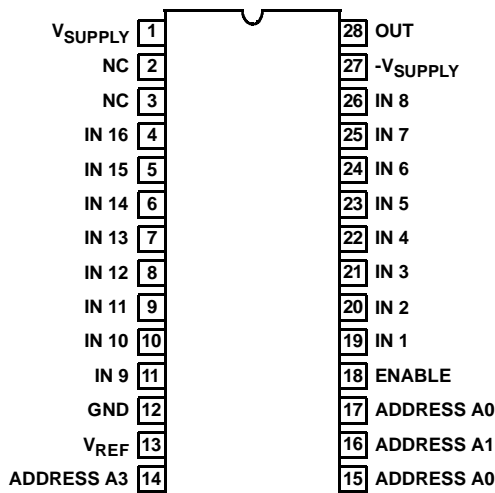 VSUPPLY 1 28 OUT
NC 2 27 -VSUPPLY
NC 3 26 IN 8
IN 16 4 25 IN 7
IN 15 5 24 IN 6
IN 14 6 23 IN 5
IN 13 7 22 IN 4
IN 12 8 21 IN 3
IN 11 9 20 IN 2
IN 10 10 19 IN 1
IN 9 11 18 ENABLE
GND 12 17 ADDRESS A0
VREF 13 16 ADDRESS A1
ADDRESS A3 14 15 ADDRESS A0